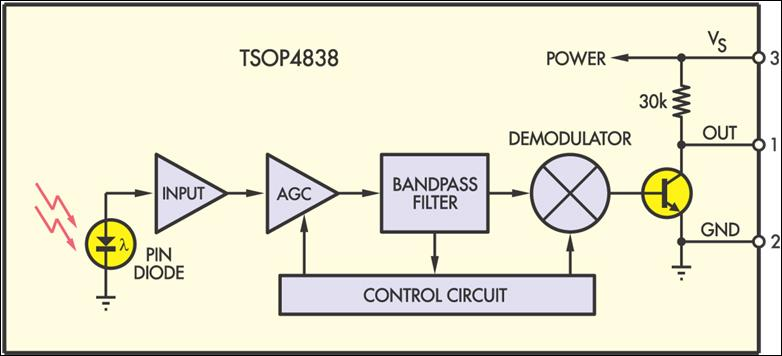 TSOP4838
POWER
VS
3
30k
OUT
1
DEMODULATOR
INPUT
AGC
BANDPASS
FILTER
λ
PIN
DIODE
GND
2
CONTROL CIRCUIT